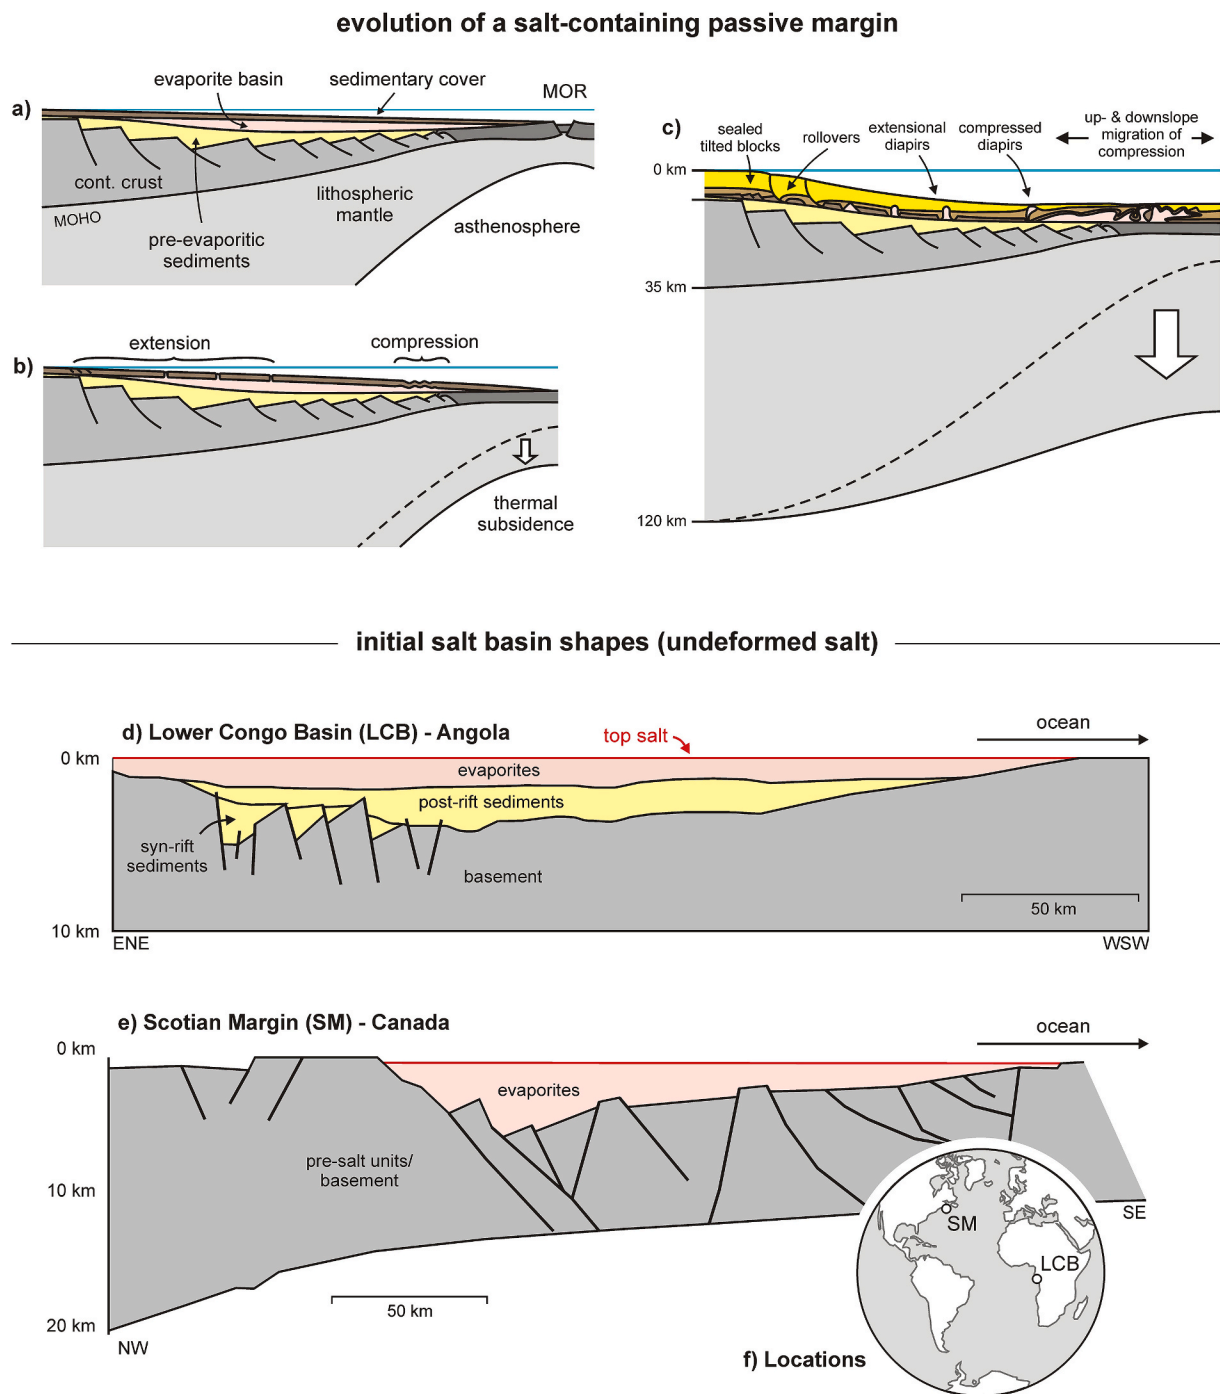 evolution of a salt-containing passive margin
a)
evaporite basin
sedimentary cover
MOR
cont. crust
MOHO
lithospheric
mantle
asthenosphere
pre-evaporitic
sediments
b)
extension
compression
thermal
subsidence
c)
sealed
tilted blocks
rollovers
extensional
diapirs
compressed
diapirs
up- & downslope
migration of
compression
0 km
35 km
120 km
initial salt basin shapes (undeformed salt)
d) Lower Congo Basin (LCB) - Angola
top salt
ocean
0 km
evaporites
post-rift sediments
syn-rift
sediments
basement
50 km
10 km
ENE
WSW
e) Scotian Margin (SM) - Canada
ocean
0 km
evaporites
pre-salt units/
basement
10 km
SE
50 km
20 km
NW
SM
LCB
f) Locations